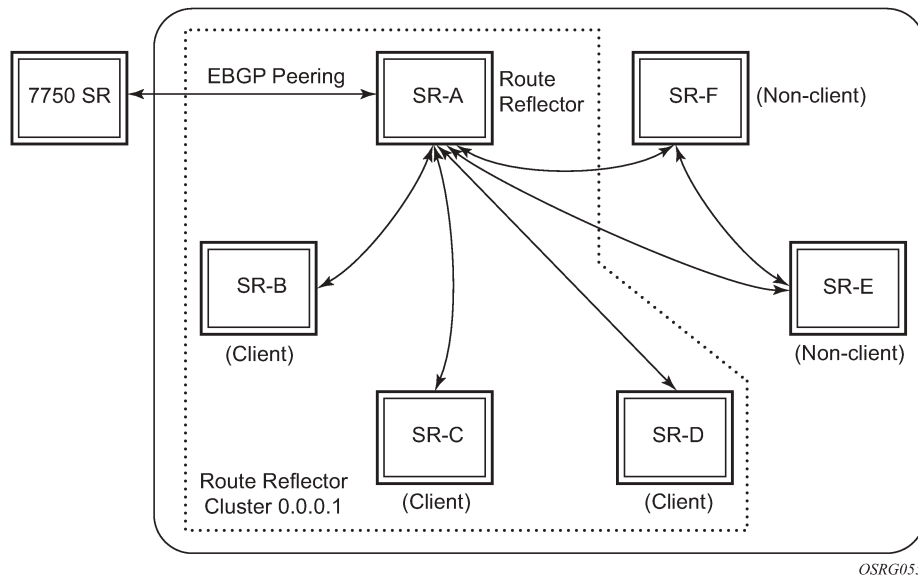 EBGP Peering
7750 SR
SR-A
Route
Reflector
SR-F
(Non-client)
SR-B
(Client)
SR-E
(Non-client)
SR-C
(Client)
SR-D
(Client)
Route Reflector
Cluster 0.0.0.1